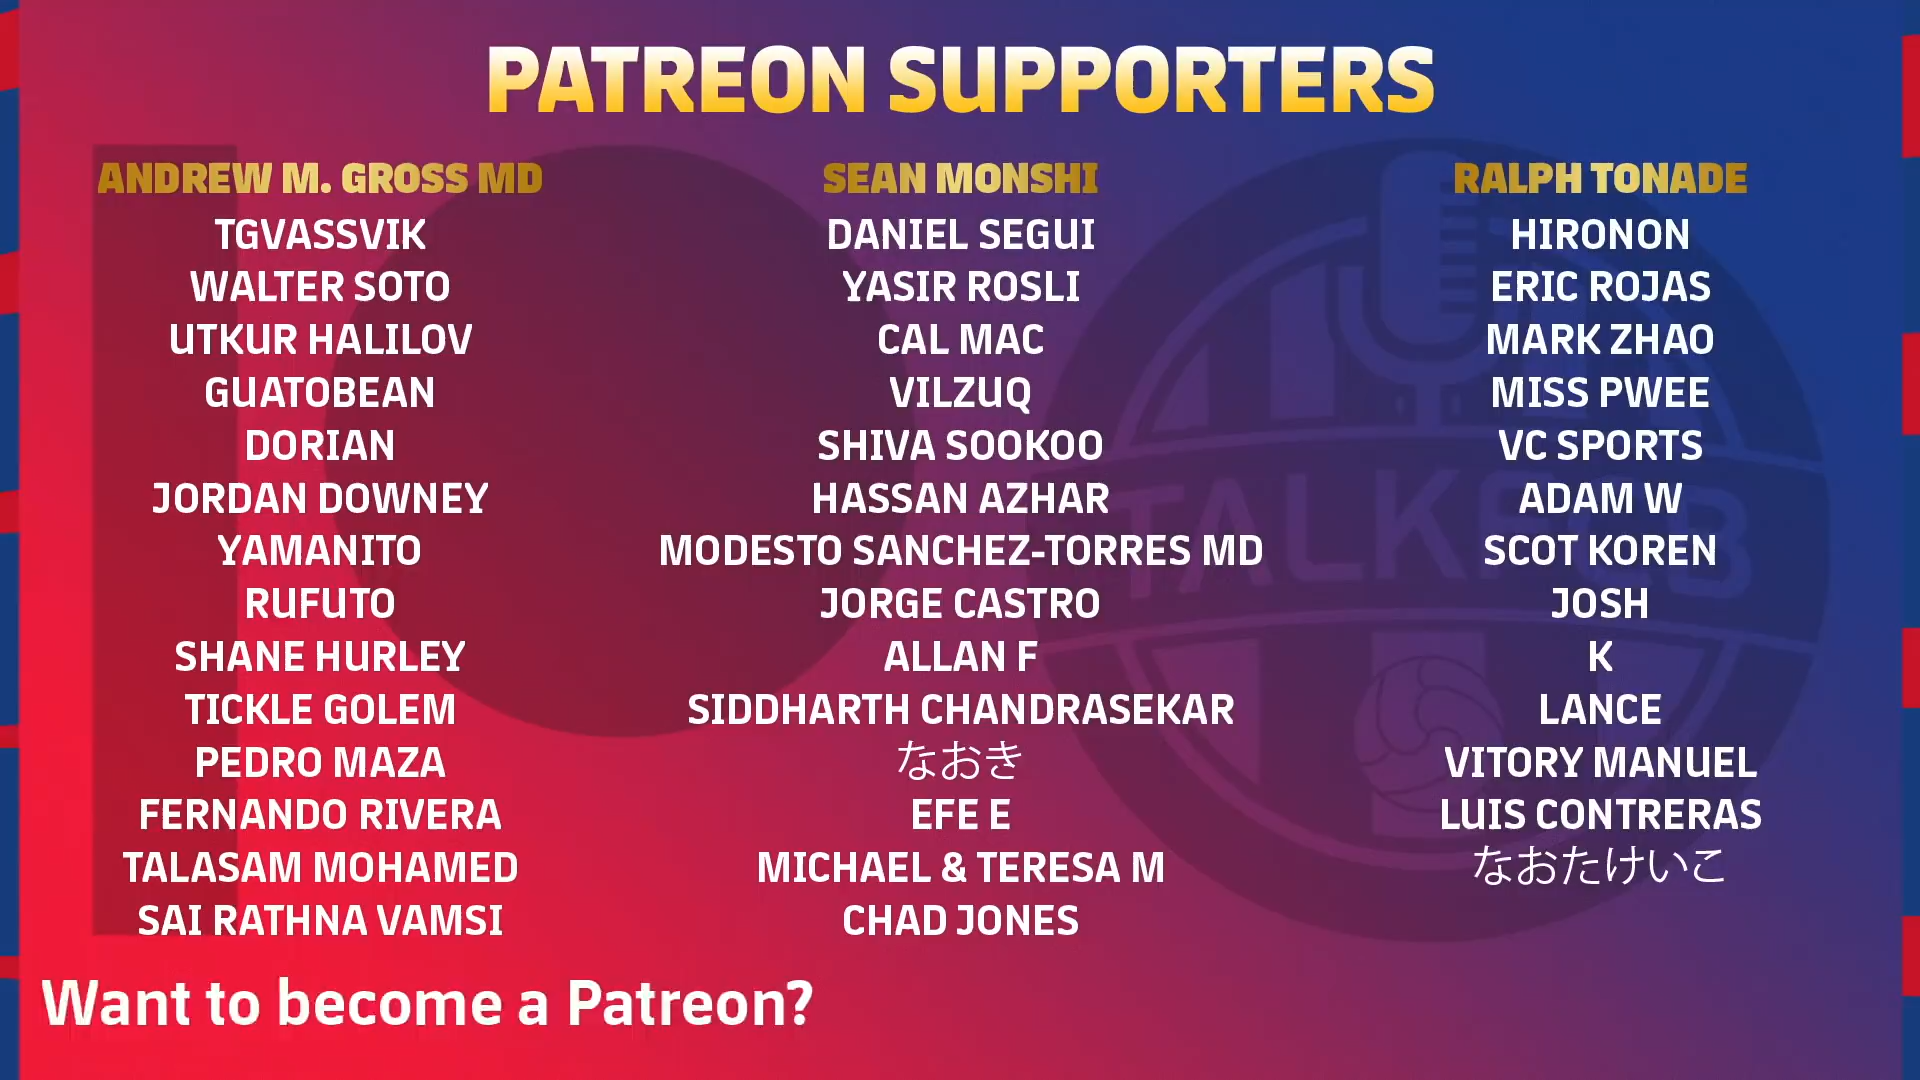 PATREON SUPPORTERS
ANDREW M. GROSS MD
TGVASSVIK
WALTER SOTO
UTKUR HALILOV
GUATOBEAN
DORIAN
JORDAN DOWNEY
YAMANITO
RUFUTO
SHANE HURLEY
TICKLE GOLEM
PEDRO MAZA
FERNANDO RIVERA
TALASAM MOHAMED
SAI RATHNA VAMSI
SEAN MONSHI
DANIEL SEGUI
YASIR ROSLI
CAL MAC
VILZUQ
SHIVA SOOKOO
HASSAN AZHAR
MODESTO SANCHEZ-TORRES MD
JORGE CASTRO
ALLAN F
SIDDHARTH CHANDRASEKAR
なおき
EFE E
MICHAEL & TERESA M
CHAD JONES
RALPH TONADE
HIRONON
ERIC ROJAS
MARK ZHAO
MISS PWEE
VC SPORTS
ADAM W
SCOT KOREN
JOSH
K
LANCE
VITORY MANUEL
LUIS CONTRERAS
なおたけいこ
TALKFCB
Want to become a Patreon?